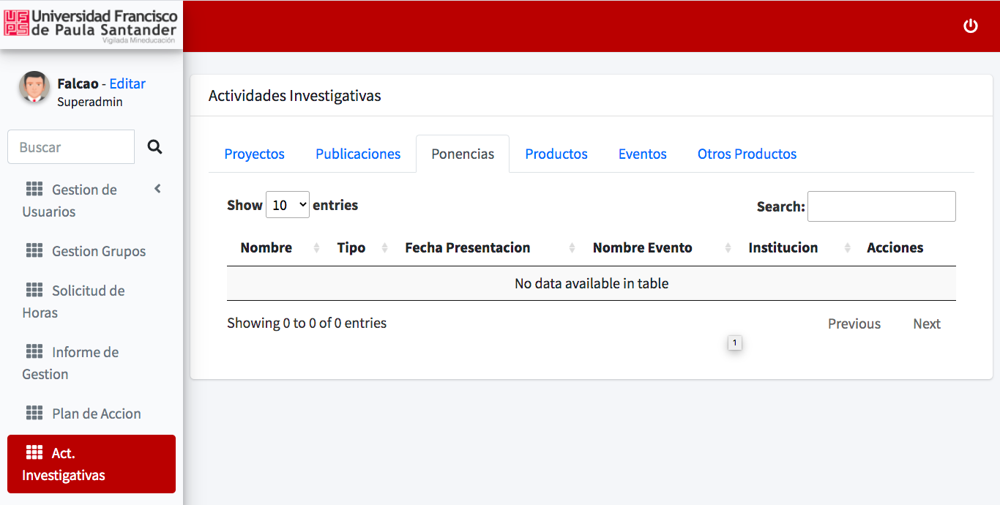 UFPS
Universidad Francisco
de Paula Santander
Vigilada Mineducación
Falcao - Editar
Superadmin
Buscar
Gestion de
Usuarios
Gestion Grupos
Solicitud de
Horas
Informe de
Gestion
Plan de Accion
Act.
Investigativas
Actividades Investigativas
Proyectos Publicaciones Ponencias Productos Eventos Otros Productos
Show 10 entries Search:
Nombre Tipo Fecha Presentacion Nombre Evento Institucion Acciones
No data available in table
Showing 0 to 0 of 0 entries Previous Next
1